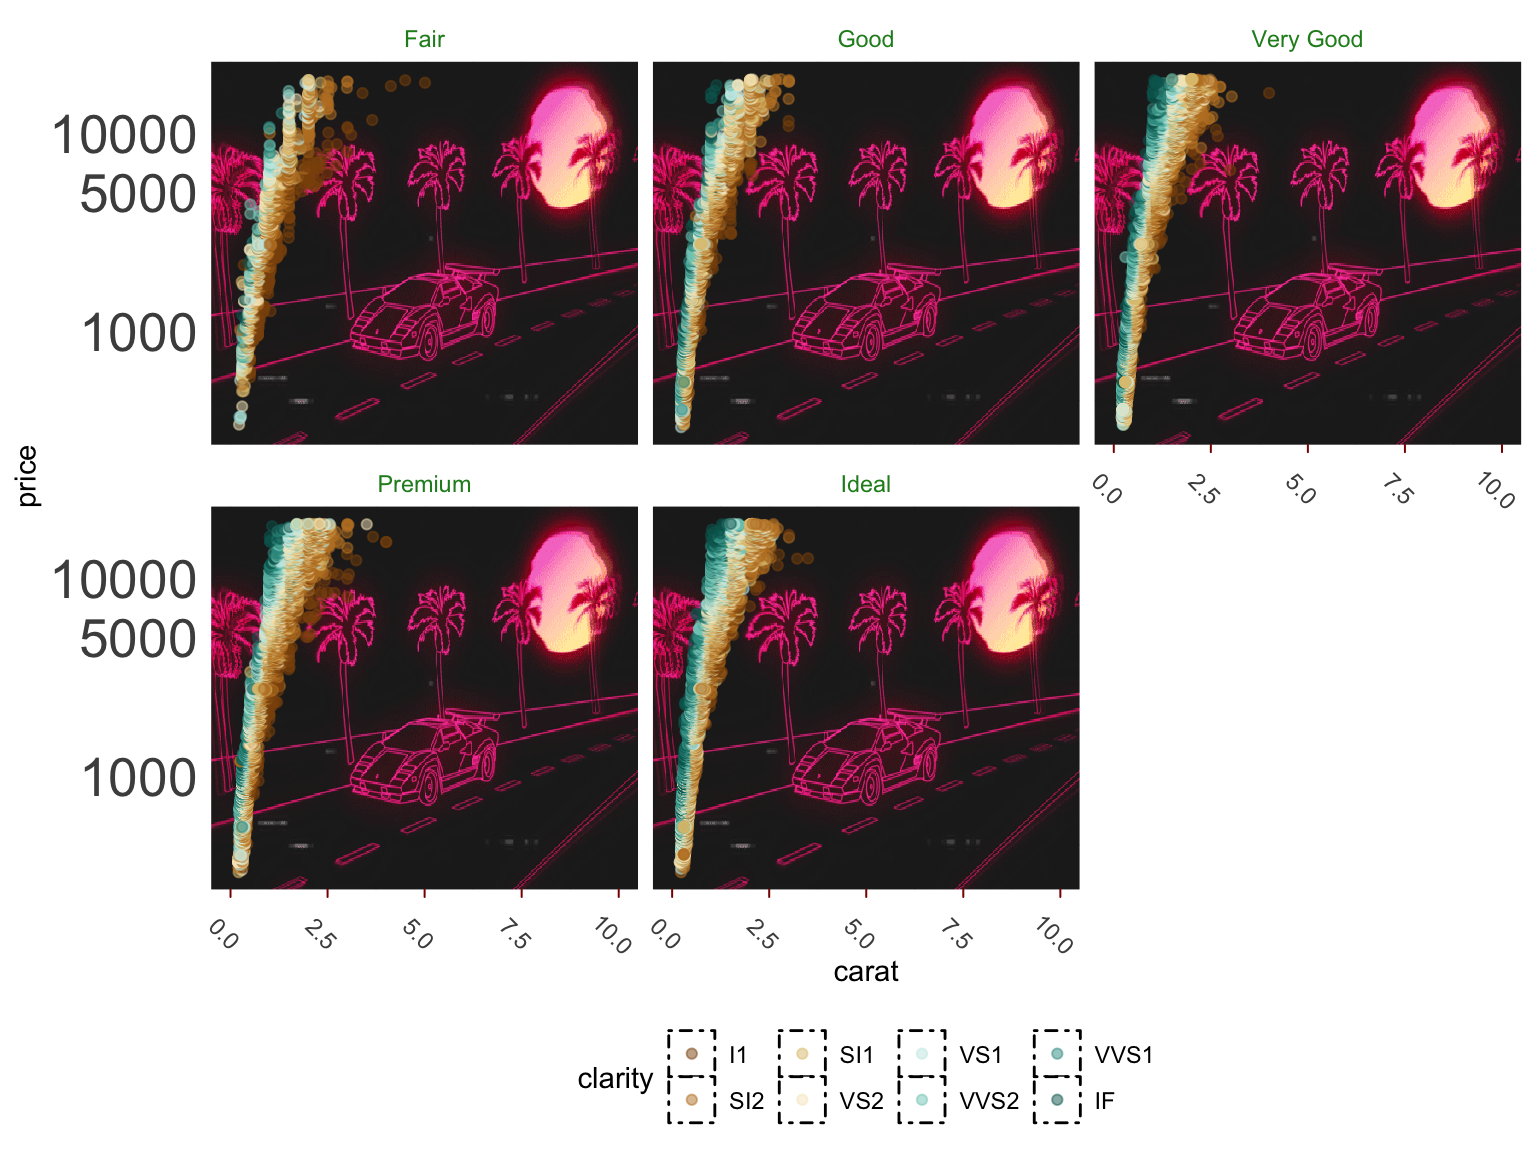 Fair Good Very Good
10000
5000
1000
0.0 2.5 5.0 7.5 10.0
price
Premium Ideal
10000
5000
1000
0.0 2.5 5.0 7.5 10.0 0.0 2.5 5.0 7.5 10.0
carat
clarity
I1 SI1 VS1 VVS1
SI2 VS2 VVS2 IF